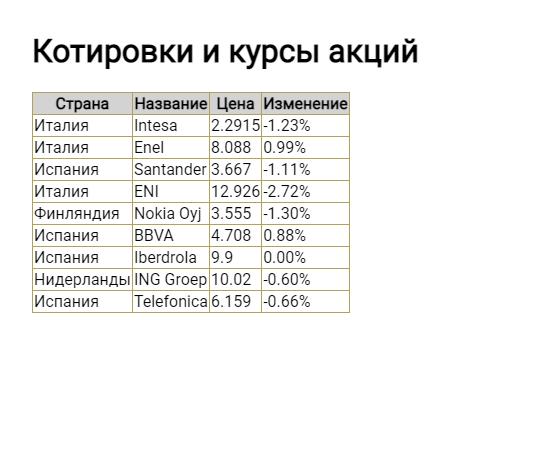 Котировки и курсы акций
Страна Название Цена Изменение
Италия Intesa 2.2915 -1.23%
Италия Enel 8.088 0.99%
Испания Santander 3.667 -1.11%
Италия ENI 12.926 -2.72%
Финляндия Nokia Oyj 3.555 -1.30%
Испания BBVA 4.708 0.88%
Испания Iberdrola 9.9 0.00%
Нидерланды ING Groep 10.02 -0.60%
Испания Telefonica 6.159 -0.66%